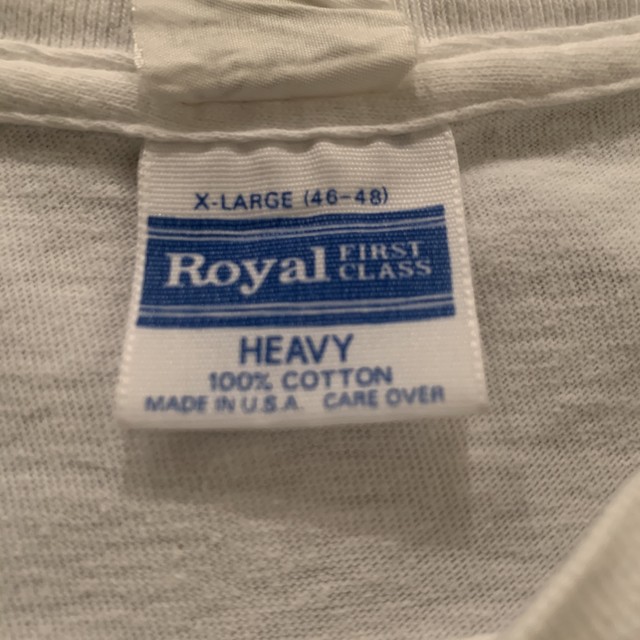 X-LARGE (46-48)
Royal FIRST CLASS
HEAVY
100% COTTON
MADE IN U.S.A. CARE OVER